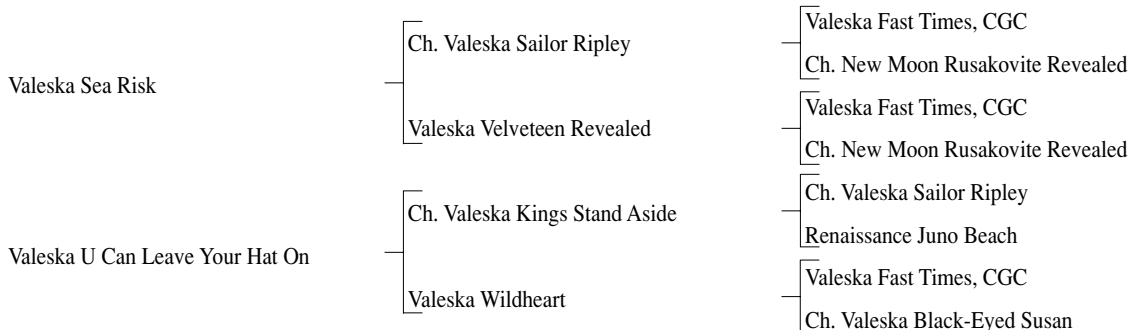 Valeska Fast Times, CGC
Ch. Valeska Sailor Ripley
Ch. New Moon Rusakovite Revealed
Valeska Sea Risk
Valeska Fast Times, CGC
Valeska Velveteen Revealed
Ch. New Moon Rusakovite Revealed
Ch. Valeska Sailor Ripley
Ch. Valeska Kings Stand Aside
Renaissance Juno Beach
Valeska U Can Leave Your Hat On
Valeska Fast Times, CGC
Valeska Wildheart
Ch. Valeska Black-Eyed Susan